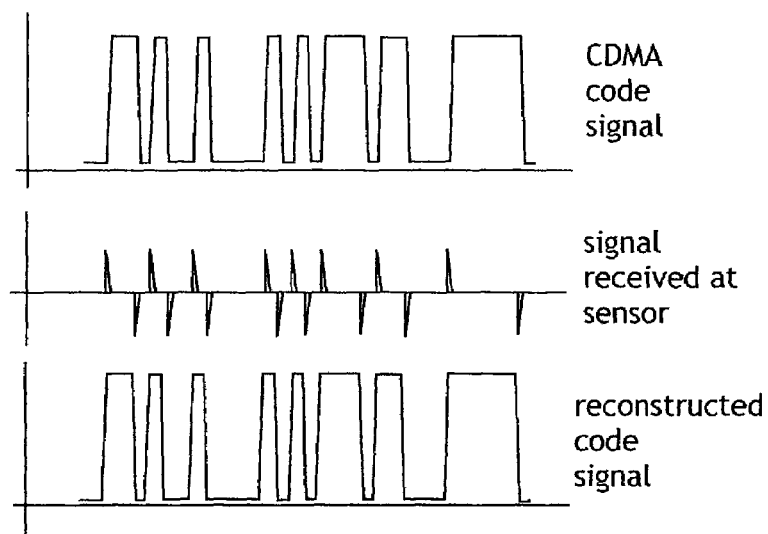 CDMA
code
signal
signal
received at
sensor
reconstructed
code
signal